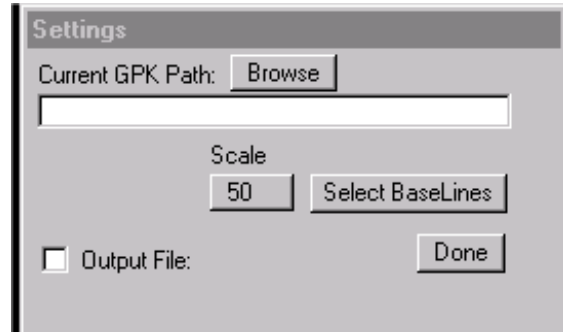 Settings
Current GPK Path: Browse
Scale
50 Select BaseLines
Output File: Done